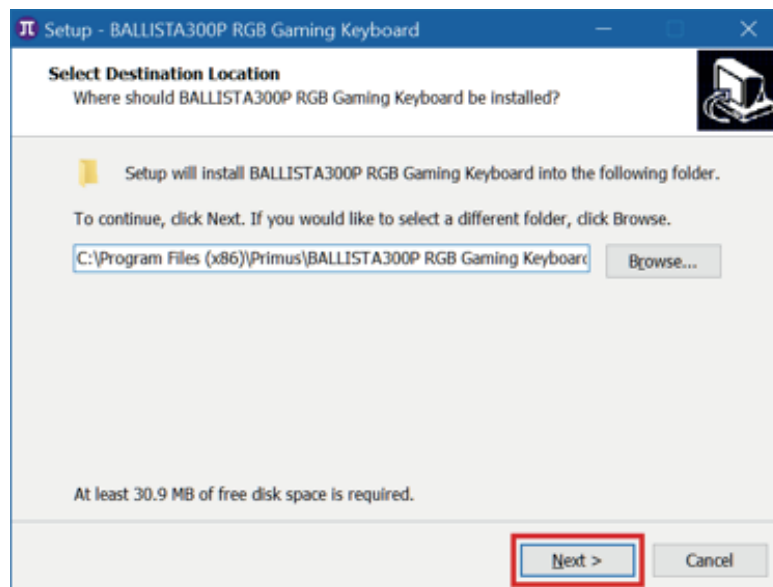 Setup - BALLISTA300P RGB Gaming Keyboard
Select Destination Location
Where should BALLISTA300P RGB Gaming Keyboard be installed?
Setup will install BALLISTA300P RGB Gaming Keyboard into the following folder.
To continue, click Next. If you would like to select a different folder, click Browse.
C:\Program Files (x86)\Primus\BALLISTA300P RGB Gaming Keyboard
Browse...
At least 30.9 MB of free disk space is required.
Next >
Cancel